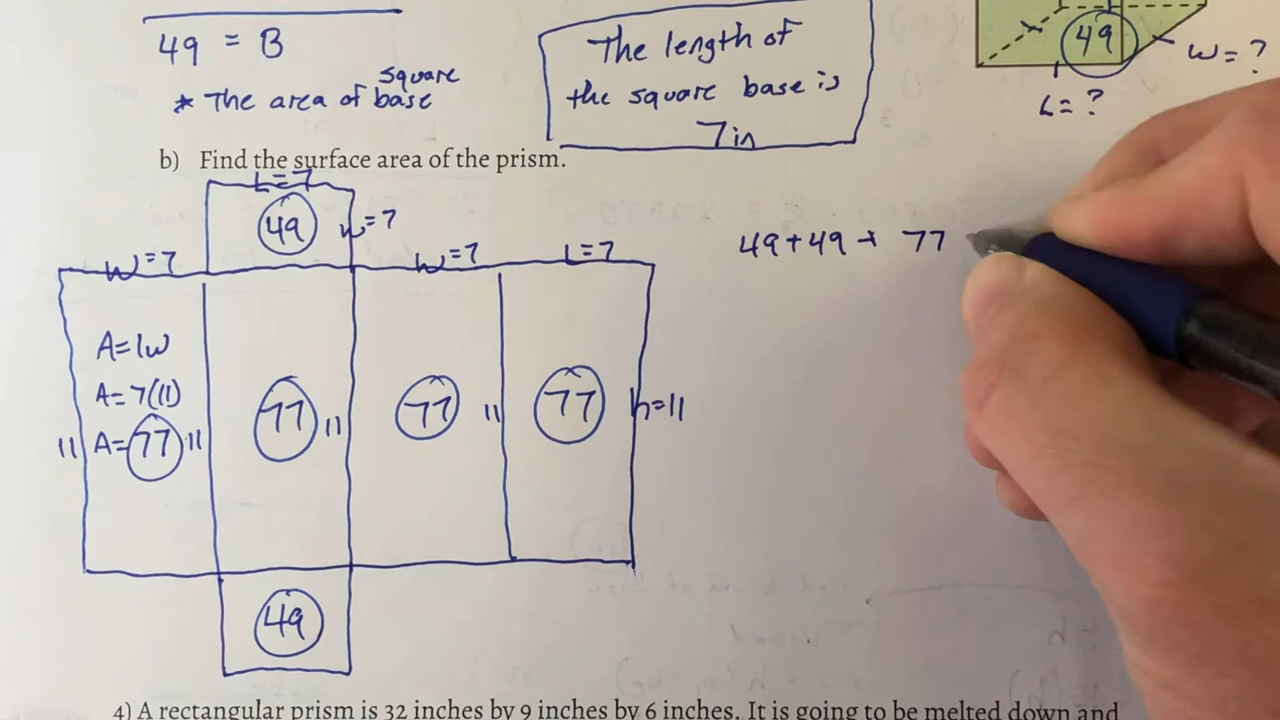 49 = B
square
* The area of base
The length of
the square base is
7in
49
W = ?
L = ?
b) Find the surface area of the prism.
L = 7
49
W = 7
W = 7
W = 7
L = 7
49 + 49 + 77
A = lw
A = 7(11)
11 A = 77 11
77 11
77 11
77
h = 11
49
4) A rectangular prism is 32 inches by 9 inches by 6 inches. It is going to be melted down and